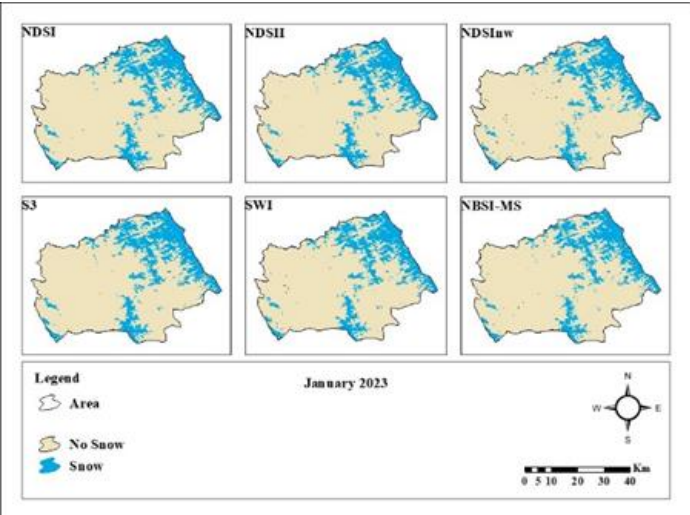 NDSI
NDSII
NDSInw
S3
SWI
NBSI-MS
Legend
January 2023
Area
No Snow
Snow
N
W E
S
Km
0 5 10 20 30 40